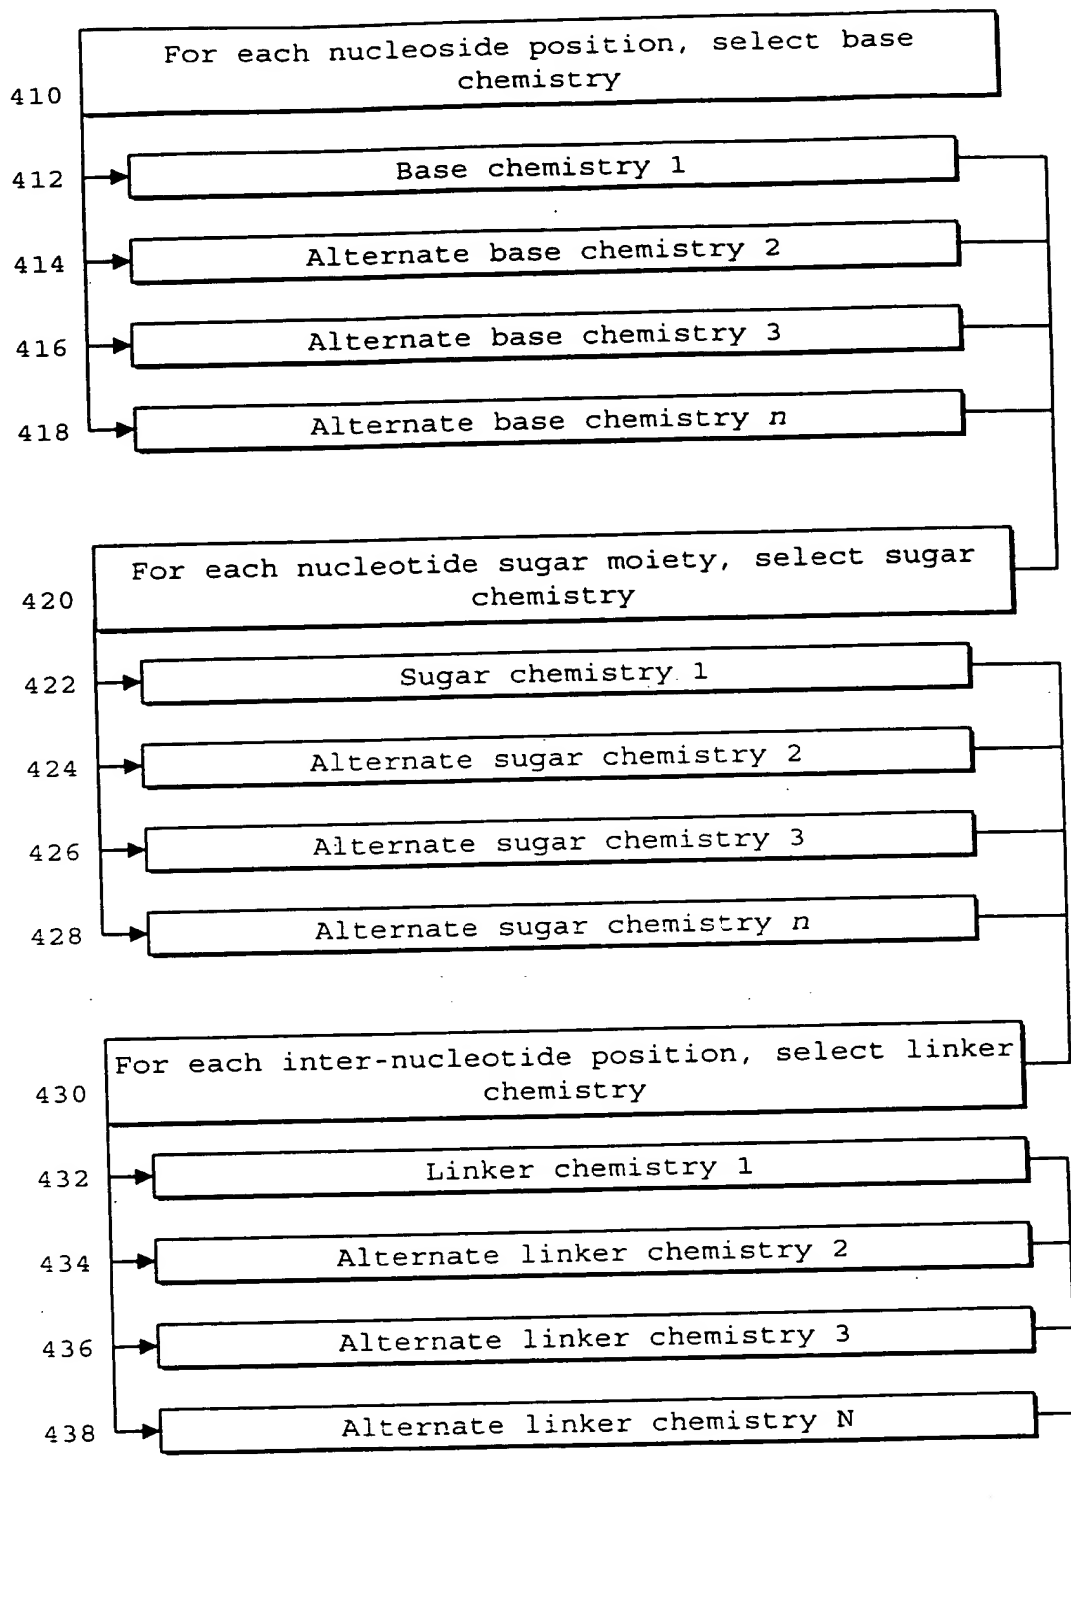 For each nucleoside position, select base
chemistry
410
412
Base chemistry 1
414
Alternate base chemistry 2
416
Alternate base chemistry 3
418
Alternate base chemistry n
For each nucleotide sugar moiety, select sugar
chemistry
420
422
Sugar chemistry 1
424
Alternate sugar chemistry 2
426
Alternate sugar chemistry 3
428
Alternate sugar chemistry n
For each inter-nucleotide position, select linker
chemistry
430
432
Linker chemistry 1
434
Alternate linker chemistry 2
436
Alternate linker chemistry 3
438
Alternate linker chemistry N